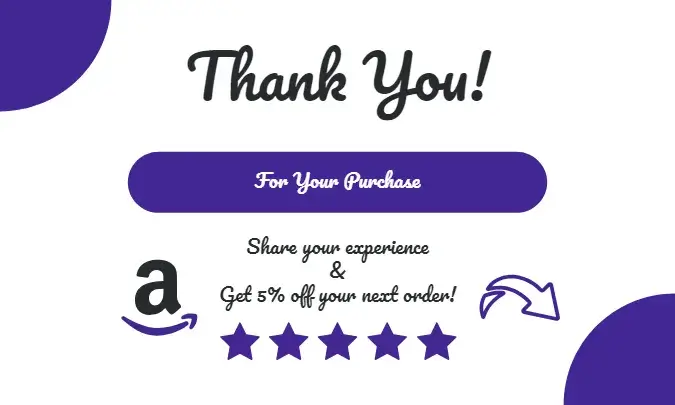 Thank You!
For Your Purchase
Share your experience
&
Get 5% off your next order!
a